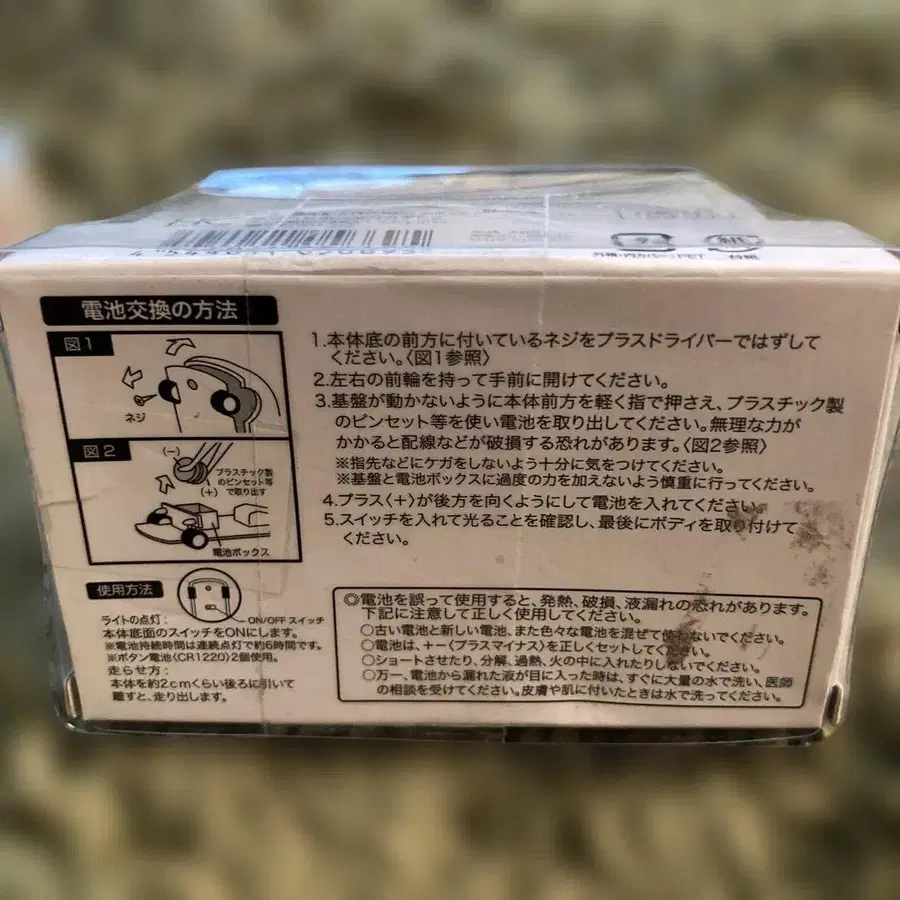 電池交換の方法
図1
ネジ
図2
(−)
プラスチック製
のピンセット等
(+) で取り出す
電池ボックス
1.本体底の前方に付いているネジをプラスドライバーではずして
ください。〈図1参照〉
2.左右の前輪を持って手前に開けてください。
3.基盤が動かないように本体前方を軽く指で押さえ、プラスチック製
のピンセット等を使い電池を取り出してください。無理な力が
かかると配線などが破損する恐れがあります。〈図2参照〉
※指先などにケガをしないよう十分に気をつけてください。
※基盤と電池ボックスに過度の力を加えないよう慎重に行ってください。
4.プラス〈+〉が後方を向くようにして電池を入れてください。
5.スイッチを入れて光ることを確認し、最後にボディを取り付けて
ください。
使用方法
ライトの点灯:
ON/OFF スイッチ
本体底面のスイッチをONにします。
※電池持続時間は連続点灯で約6時間です。
※ボタン電池〈CR1220〉2個使用。
走らせ方:
本体を約2cmくらい後ろに引いて
離すと、走り出します。
◎電池を誤って使用すると、発熱、破損、液漏れの恐れがあります。
下記に注意して正しく使用してください。
○古い電池と新しい電池、また色々な電池を混ぜて使わないでください。
○電池は、+−〈プラスマイナス〉を正しくセットしてください。
○ショートさせたり、分解、過熱、火の中に入れたりしないでください。
○万一、電池から漏れた液が目に入った時は、すぐに大量の水で洗い、医師
の相談を受けてください。皮膚や肌に付いたときは水で洗ってください。